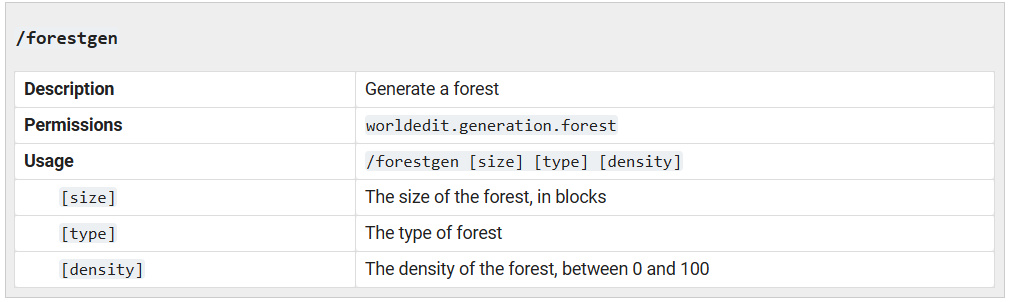 /forestgen
Description Generate a forest
Permissions worldedit.generation.forest
Usage /forestgen [size] [type] [density]
[size] The size of the forest, in blocks
[type] The type of forest
[density] The density of the forest, between 0 and 100